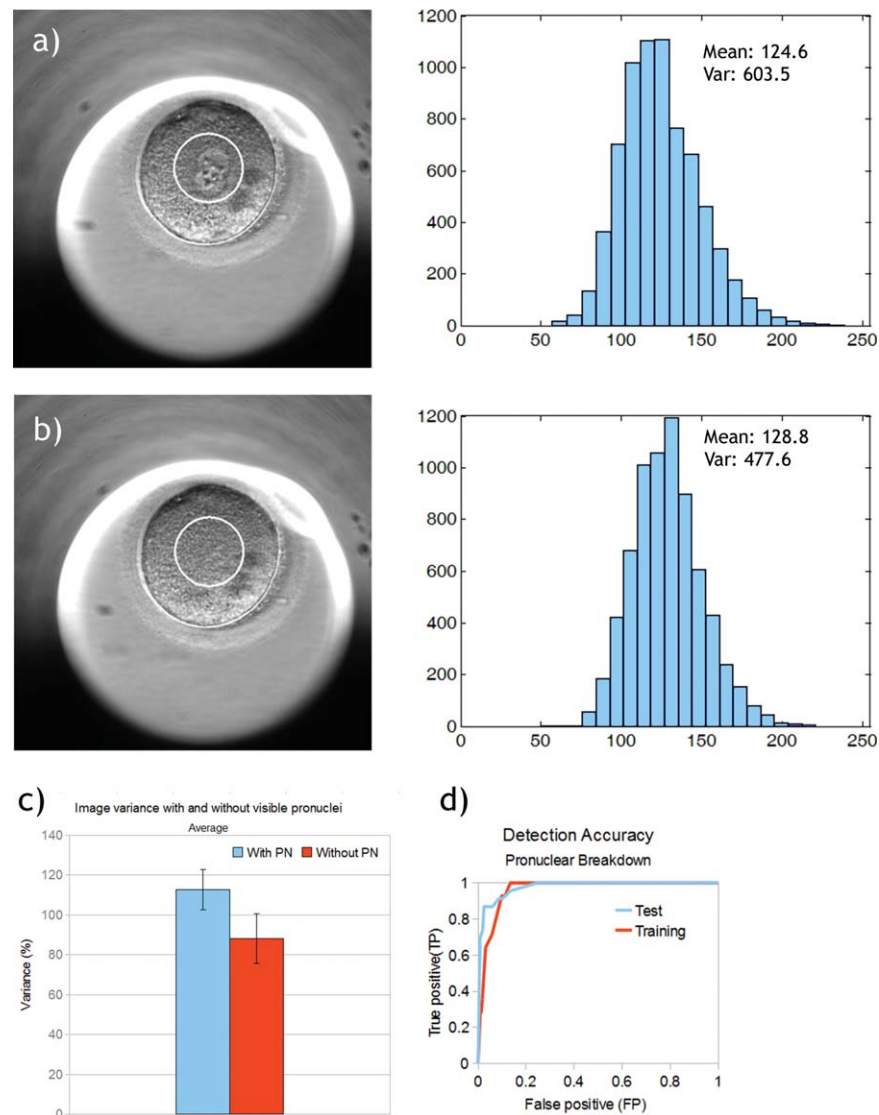 a)
1200
1000
800
600
400
200
0
0 50 100 150 200 250
Mean: 124.6
Var: 603.5
b)
1200
1000
800
600
400
200
0
0 50 100 150 200 250
Mean: 128.8
Var: 477.6
c)
Image variance with and without visible pronuclei
Average
With PN Without PN
Variance (%)
140
120
100
80
60
40
20
0
d)
Detection Accuracy
Pronuclear Breakdown
Test
Training
True positive(TP)
1
0.8
0.6
0.4
0.2
0
0 0.2 0.4 0.6 0.8 1
False positive (FP)